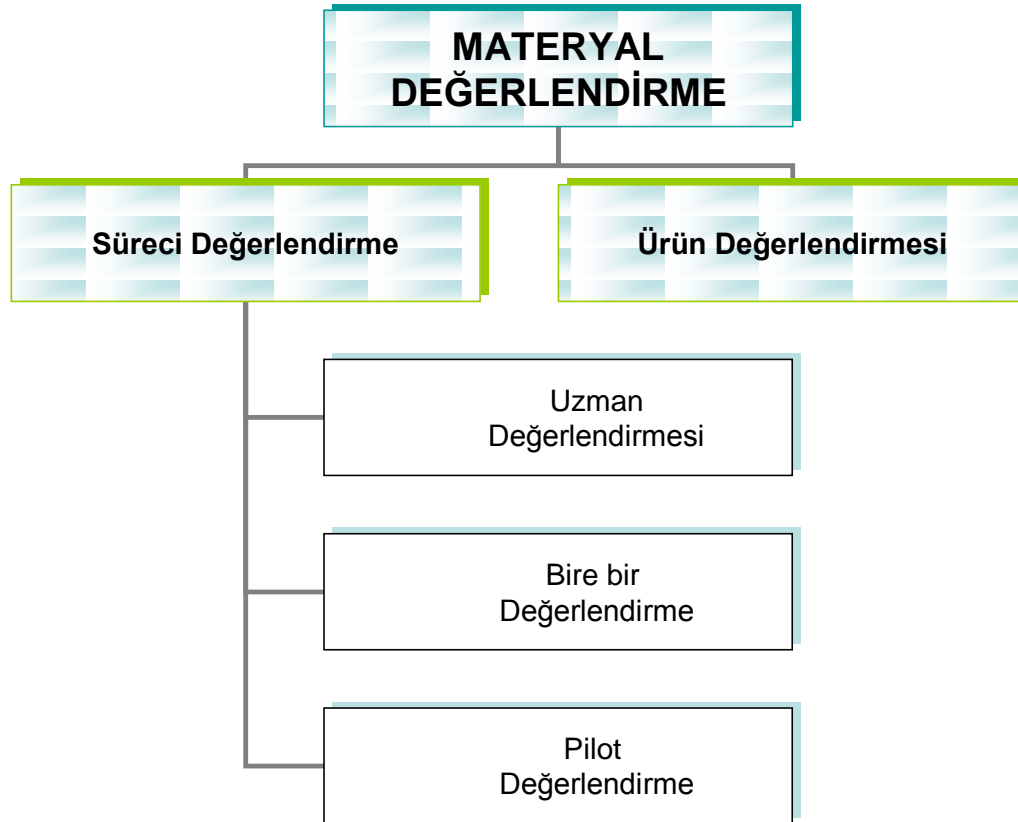 MATERYAL
DEĞERLENDİRME
Süreci Değerlendirme
Ürün Değerlendirmesi
Uzman
Değerlendirmesi
Bire bir
Değerlendirme
Pilot
Değerlendirme